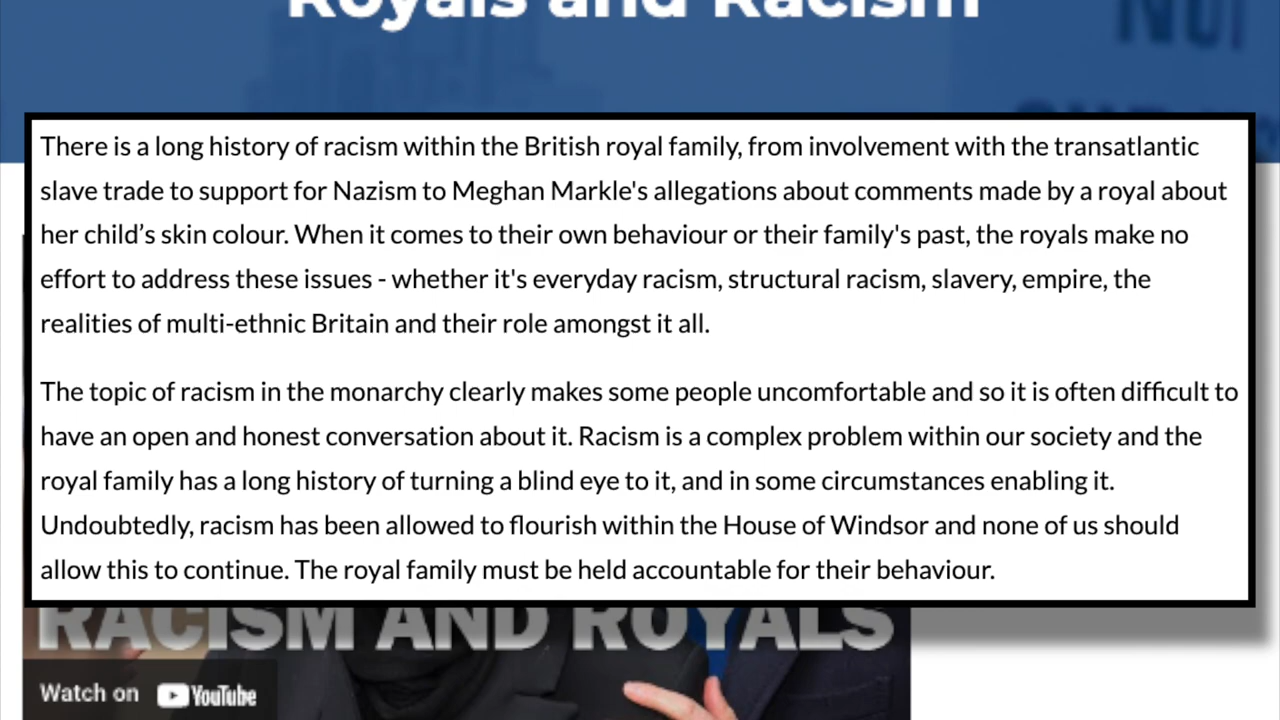 Royals and Racism
NOT
There is a long history of racism within the British royal family, from involvement with the transatlantic
slave trade to support for Nazism to Meghan Markle's allegations about comments made by a royal about
her child’s skin colour. When it comes to their own behaviour or their family's past, the royals make no
effort to address these issues - whether it's everyday racism, structural racism, slavery, empire, the
realities of multi-ethnic Britain and their role amongst it all.
The topic of racism in the monarchy clearly makes some people uncomfortable and so it is often difficult to
have an open and honest conversation about it. Racism is a complex problem within our society and the
royal family has a long history of turning a blind eye to it, and in some circumstances enabling it.
Undoubtedly, racism has been allowed to flourish within the House of Windsor and none of us should
allow this to continue. The royal family must be held accountable for their behaviour.
RACISM AND ROYALS
Watch on YouTube